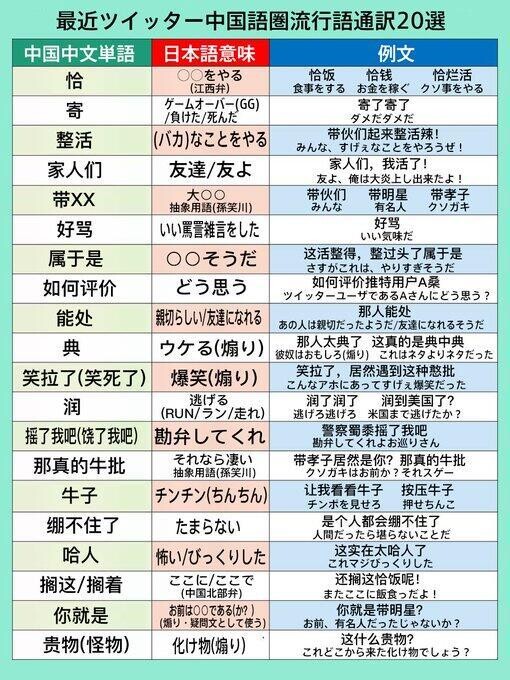 最近ツイッター中国語圏流行語通訳20選
中国中文単語 日本語意味 例文
恰 ○○をやる 恰饭 恰钱 恰烂活
(江西弁) 食事をする お金を稼ぐ クソ事をやる
寄 ゲームオーバー(GG) 寄了寄了
/負けた/死んだ ダメだダメだ
整活 (バカ)なことをやる 带伙们起来整活辣!
みんな、すげぇなことをやろうぜ!
家人们 友達/友よ 家人们，我活了!
友よ、俺は大炎上し出来たよ!
带XX 大○○ 带伙们 带明星 带孝子
抽象用語(孫笑川) みんな 有名人 クソガキ
好骂 いい罵詈雑言をした 好骂
いい気味だ
属于是 ○○そうだ 这活整得，整过头了属于是
さすがこれは、やりすぎそうだ
如何评价 どう思う 如何评价推特用户A桑
ツイッターユーザであるAさんにどう思う?
能处 親切らしい/友達になれる 那人能处
あの人は親切だったようだ/友達になれるそうだ
典 ウケる(煽り) 那人太典了 这真的是典中典
彼奴はおもしろ(煽り) これはネタよりネタだった
笑拉了(笑死了) 爆笑(煽り) 笑拉了，居然遇到这种憨批
こんなアホにあってすげぇ爆笑だった
润 逃げる 润了润了 润到美国了?
(RUN/ラン/走れ) 逃げろ逃げろ 米国まで逃げたか?
摇了我吧(饶了我吧) 勘弁してくれ 警察蜀黍摇了我吧
勘弁してくれよお巡りさん
那真的牛批 それなら凄い 带孝子居然是你? 那真的牛批
抽象用語(孫笑川) クソガキはお前か? それスゲー
牛子 チンチン(ちんちん) 让我看看牛子 按压牛子
チンポを見せろ 押せちんこ
绷不住了 たまらない 是个人都会绷不住了
人間だったら堪らないことだ
哈人 怖い/びっくりした 这实在太哈人了
これマジびっくりした
搁这/搁着 ここに/ここで 还搁这恰饭呢!
(中国北部弁) またここに飯食ったよ!
你就是 お前は○○である(か?) 你就是带明星?
(煽り・疑問文として使う) お前、有名人だったじゃないか?
贵物(怪物) 化け物(煽り) 这什么贵物?
これどこから来た化け物でしょう?